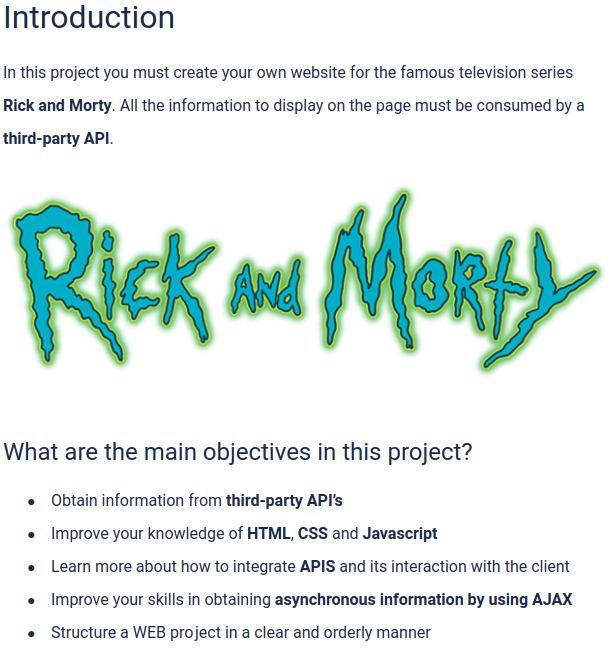 Introduction
In this project you must create your own website for the famous television series
Rick and Morty. All the information to display on the page must be consumed by a
third-party API.
Rick AND MORTY
What are the main objectives in this project?
● Obtain information from third-party API's
● Improve your knowledge of HTML, CSS and Javascript
● Learn more about how to integrate APIS and its interaction with the client
● Improve your skills in obtaining asynchronous information by using AJAX
● Structure a WEB project in a clear and orderly manner